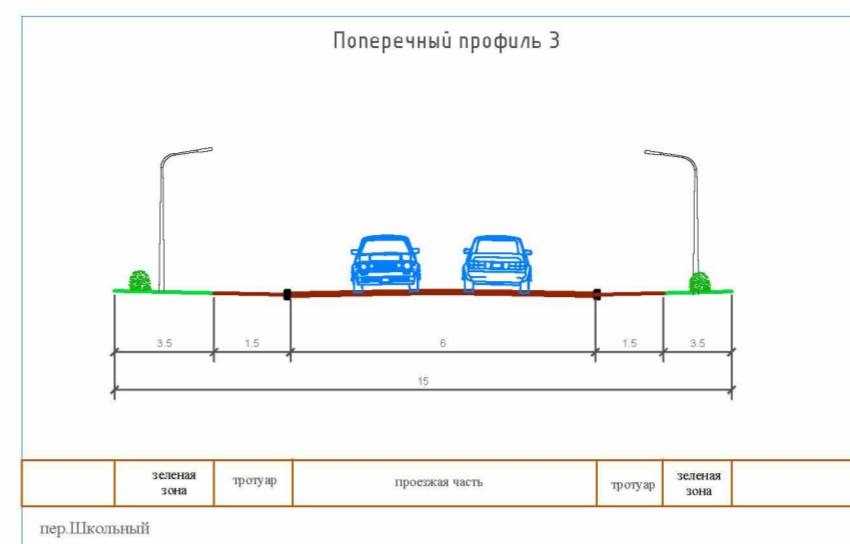 Поперечный профиль 3
3.5 1.5 6 1.5 3.5
15
зеленая зона тротуар проезжая часть тротуар зеленая зона
пер.Школьный